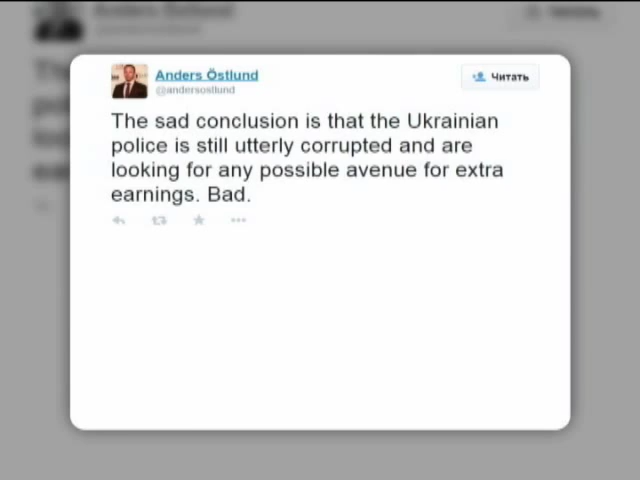 Anders Östlund
@andersostlund
Читать
The sad conclusion is that the Ukrainian
police is still utterly corrupted and are
looking for any possible avenue for extra
earnings. Bad.